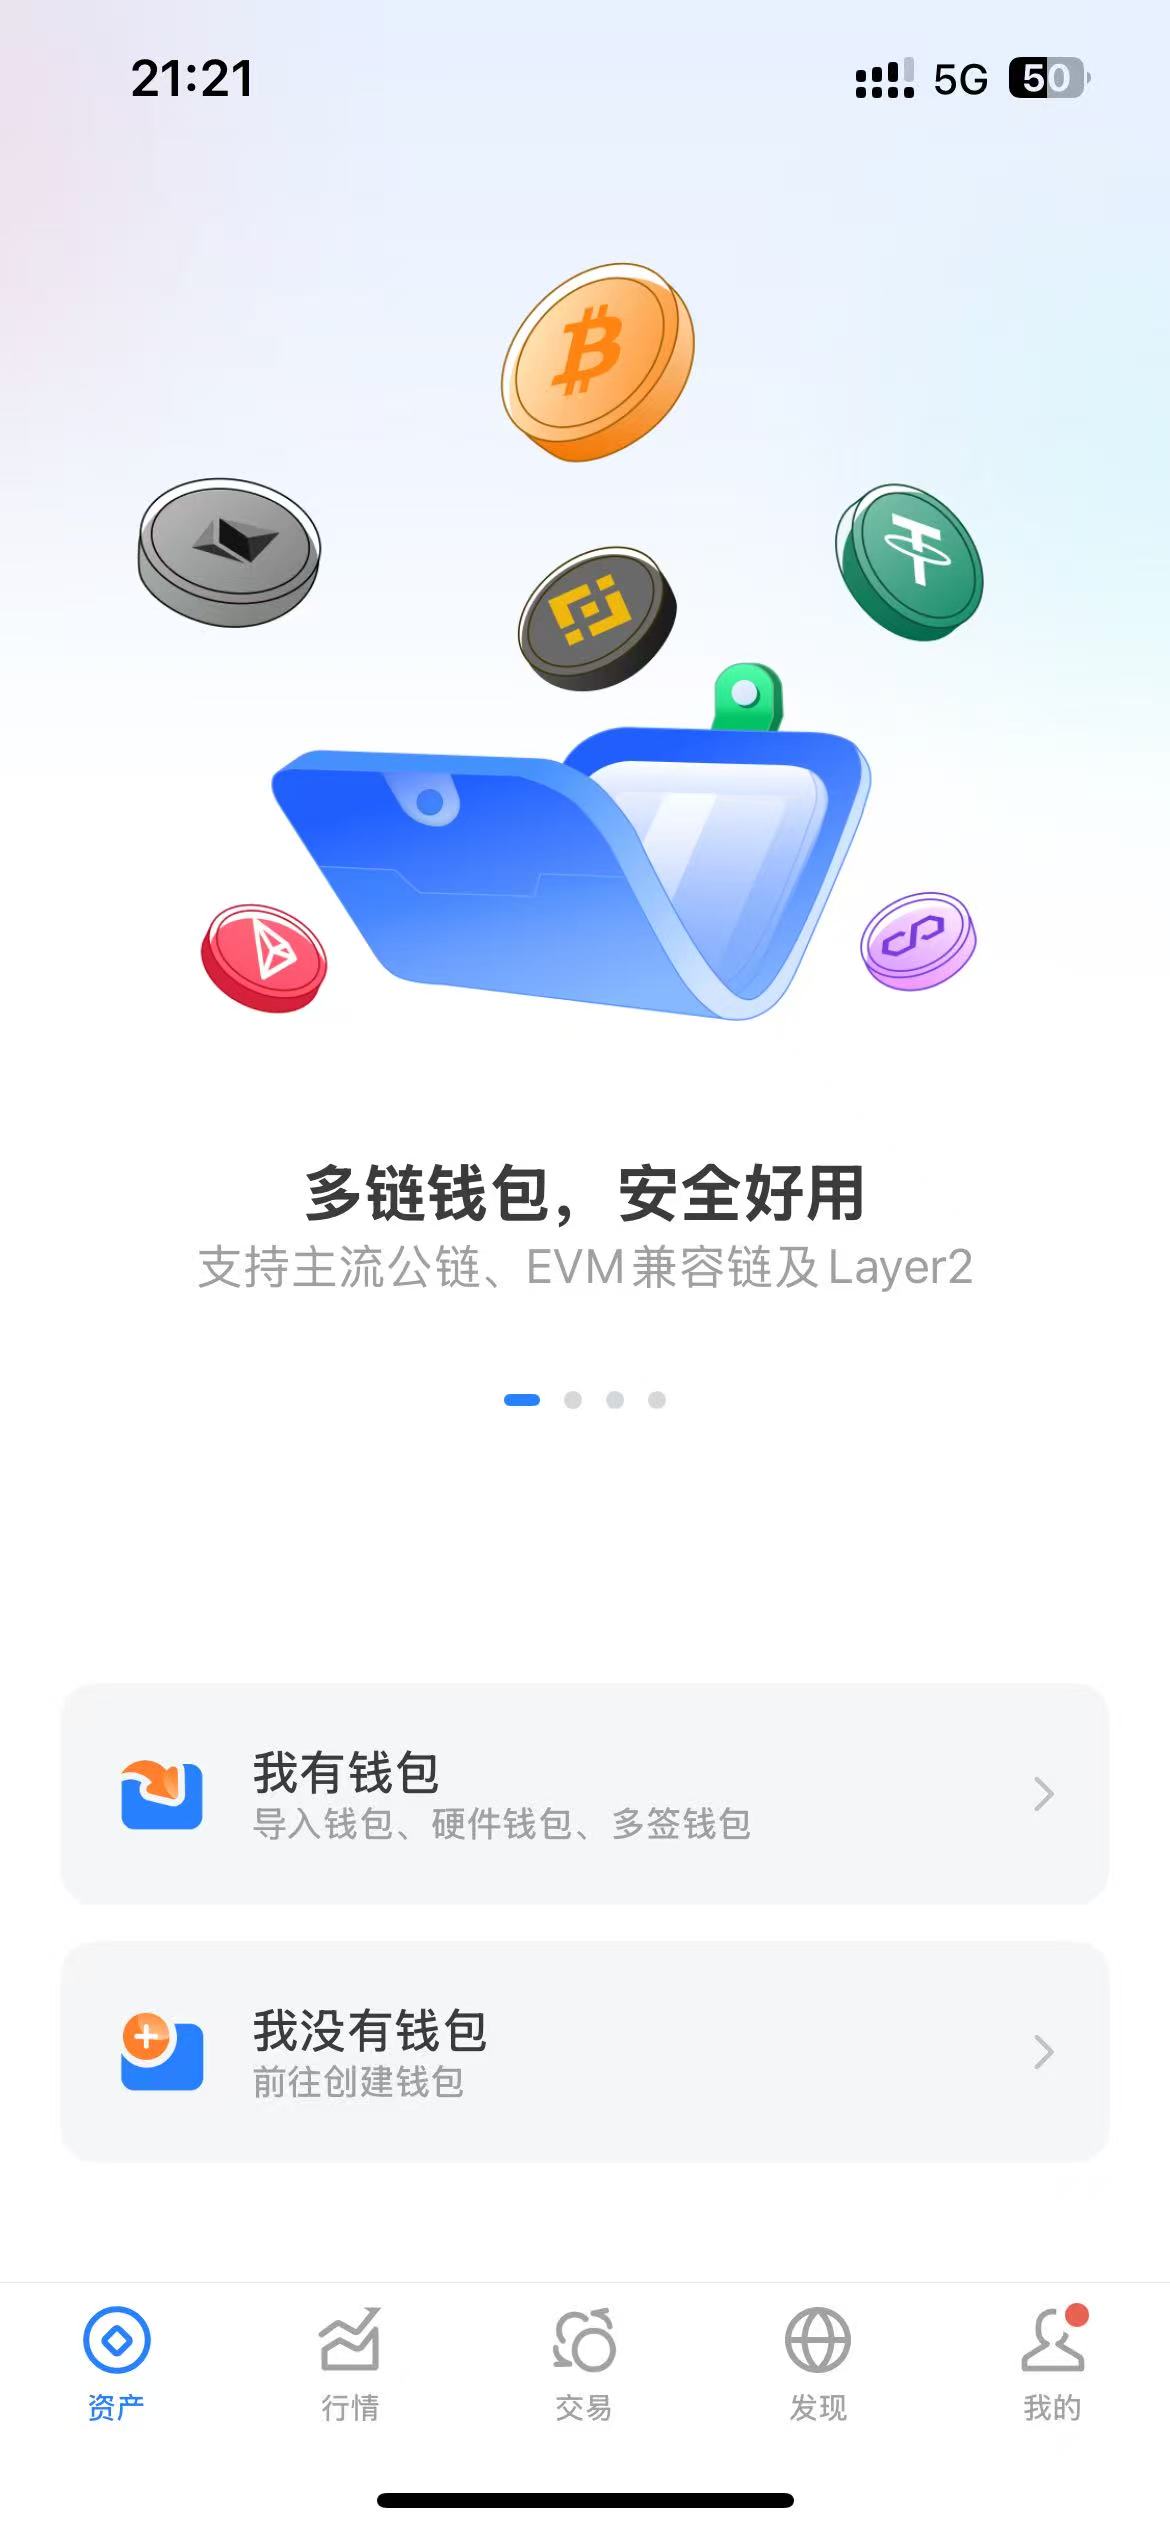 21:21
5G 50
多链钱包，安全好用
支持主流公链、EVM兼容链及Layer2
我有钱包
导入钱包、硬件钱包、多签钱包
我没有钱包
前往创建钱包
资产 行情 交易 发现 我的